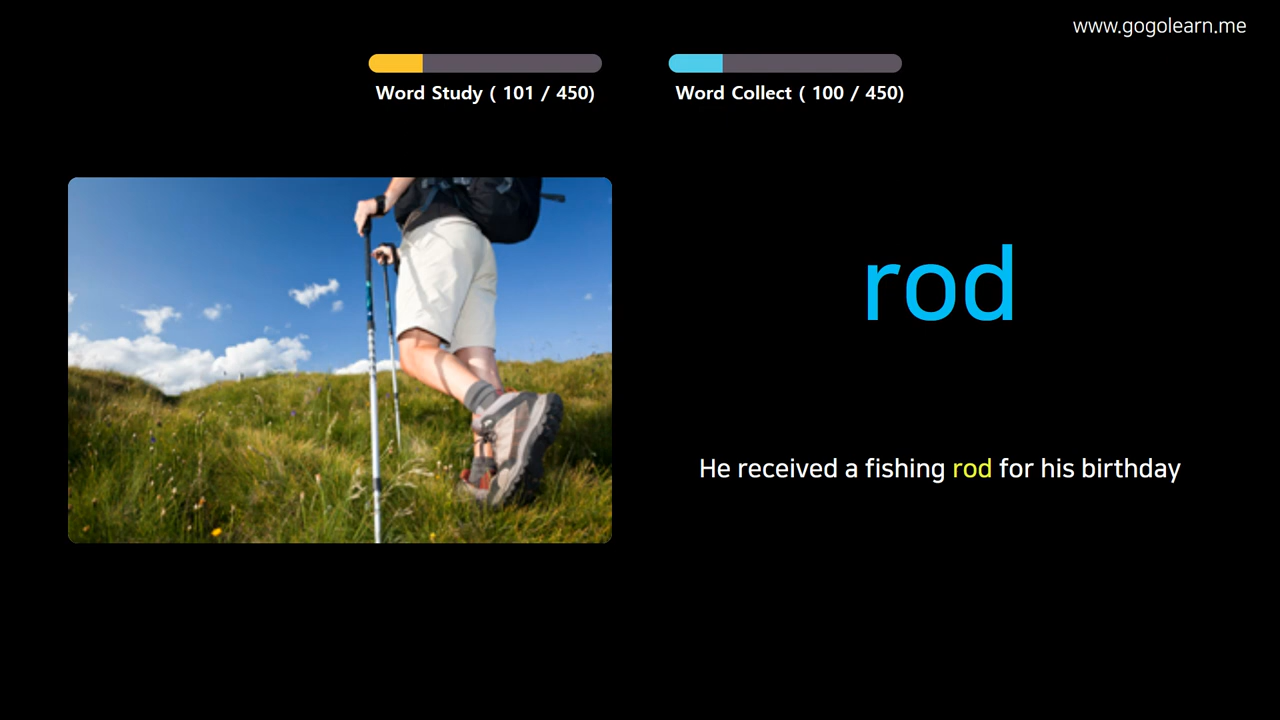 www.gogolearn.me
Word Study ( 101 / 450)
Word Collect ( 100 / 450)
rod
He received a fishing rod for his birthday